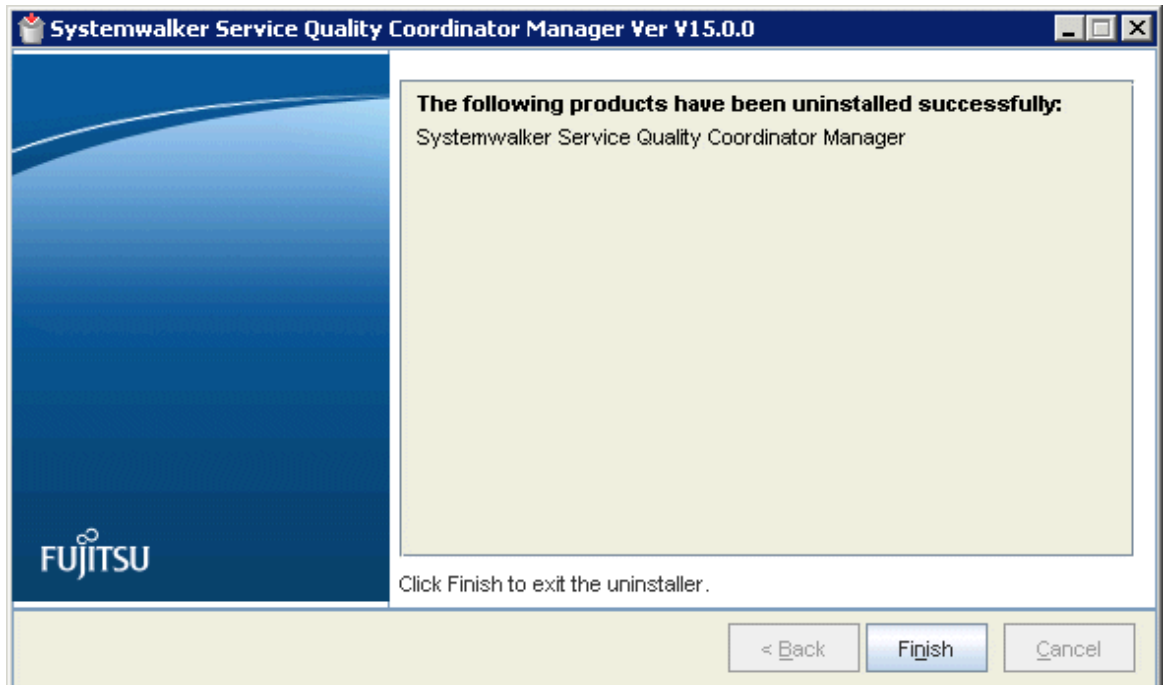 Systemwalker Service Quality Coordinator Manager Ver V15.0.0
The following products have been uninstalled successfully:
Systemwalker Service Quality Coordinator Manager
FUJITSU
Click Finish to exit the uninstaller.
< Back
Finish
Cancel